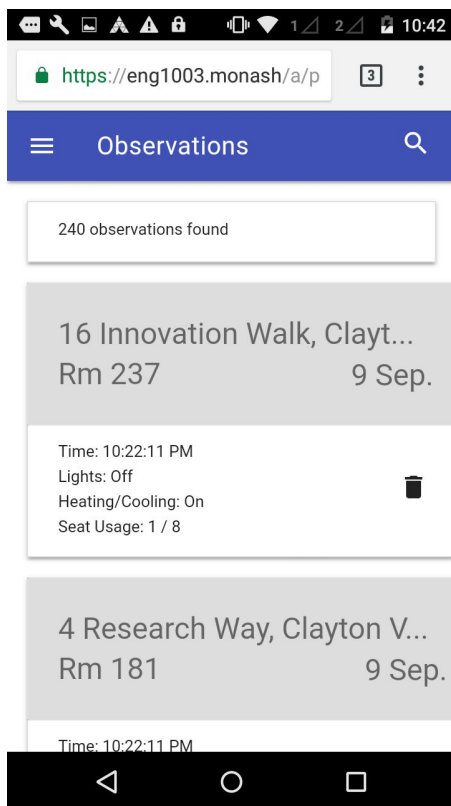 1 2 10:42
https://eng1003.monash/a/p 3
Observations
240 observations found
16 Innovation Walk, Clayt...
Rm 237 9 Sep.
Time: 10:22:11 PM
Lights: Off
Heating/Cooling: On
Seat Usage: 1 / 8
4 Research Way, Clayton V...
Rm 181 9 Sep.
Time: 10:22:11 PM